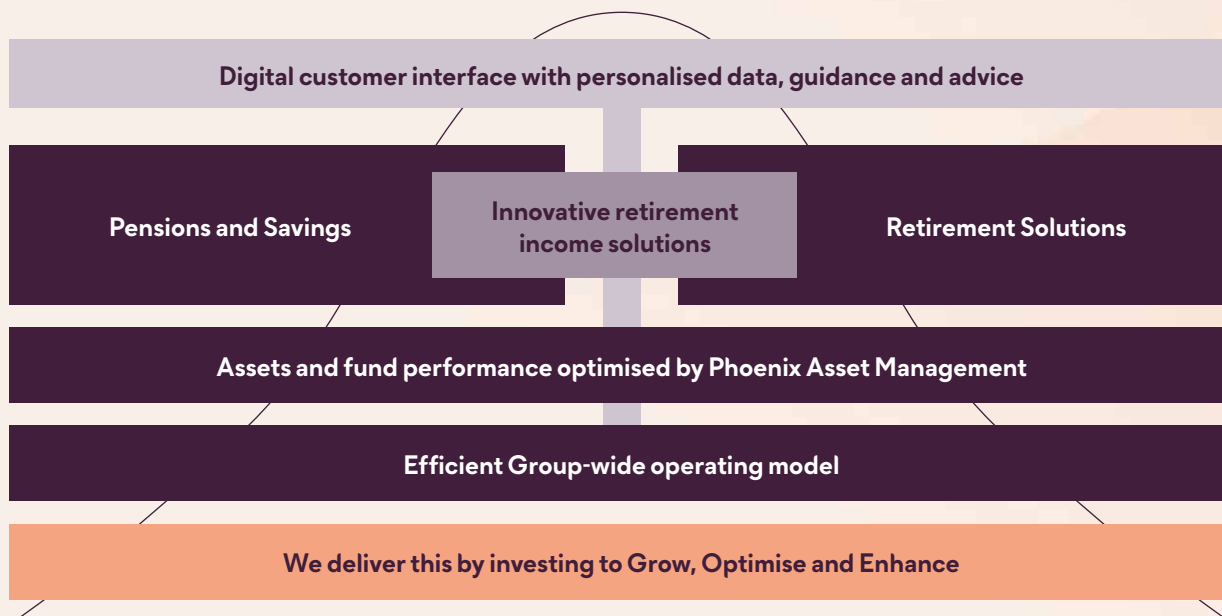 Digital customer interface with personalised data, guidance and advice
Pensions and Savings
Innovative retirement
income solutions
Retirement Solutions
Assets and fund performance optimised by Phoenix Asset Management
Efficient Group-wide operating model
We deliver this by investing to Grow, Optimise and Enhance